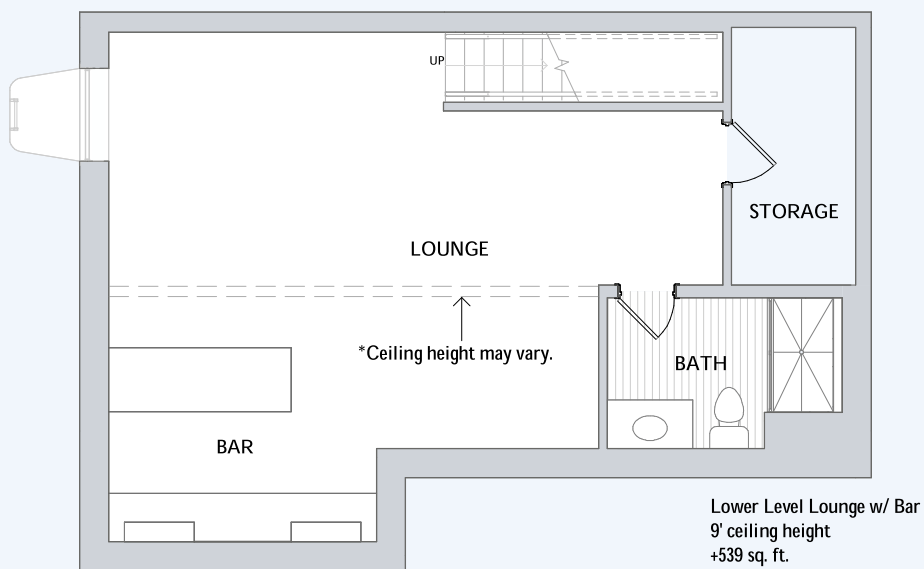 UP
STORAGE
LOUNGE
*Ceiling height may vary.
BATH
BAR
Lower Level Lounge w/ Bar
9' ceiling height
+539 sq. ft.